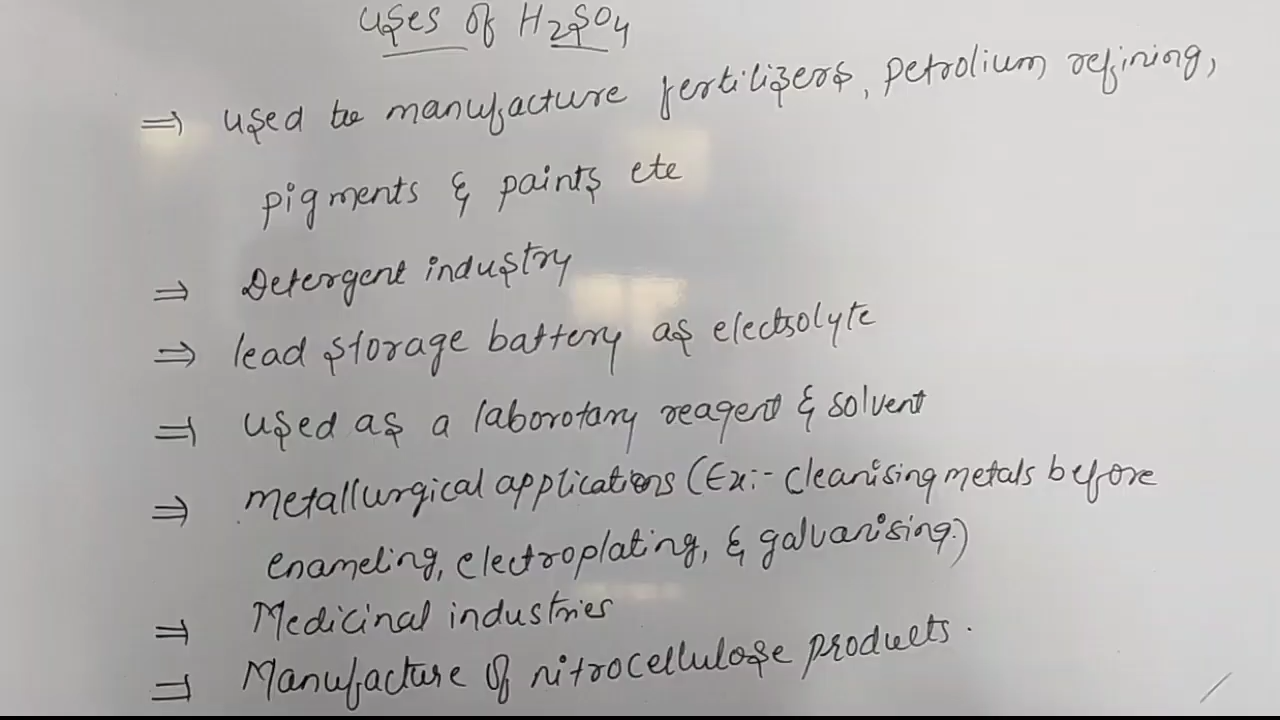 uses of H2SO4
⇒ used to manufacture fertilizers, petrolium refining,
pigments & paints etc
⇒ Detergent industry
⇒ lead storage battery as electrolyte
⇒ used as a laborotary reagent & solvent
⇒ metallurgical applications (Ex:- cleanising metals before
enameling, electroplating, & galvanising.)
⇒ Medicinal industries
⇒ Manufacture of nitrocellulose products.